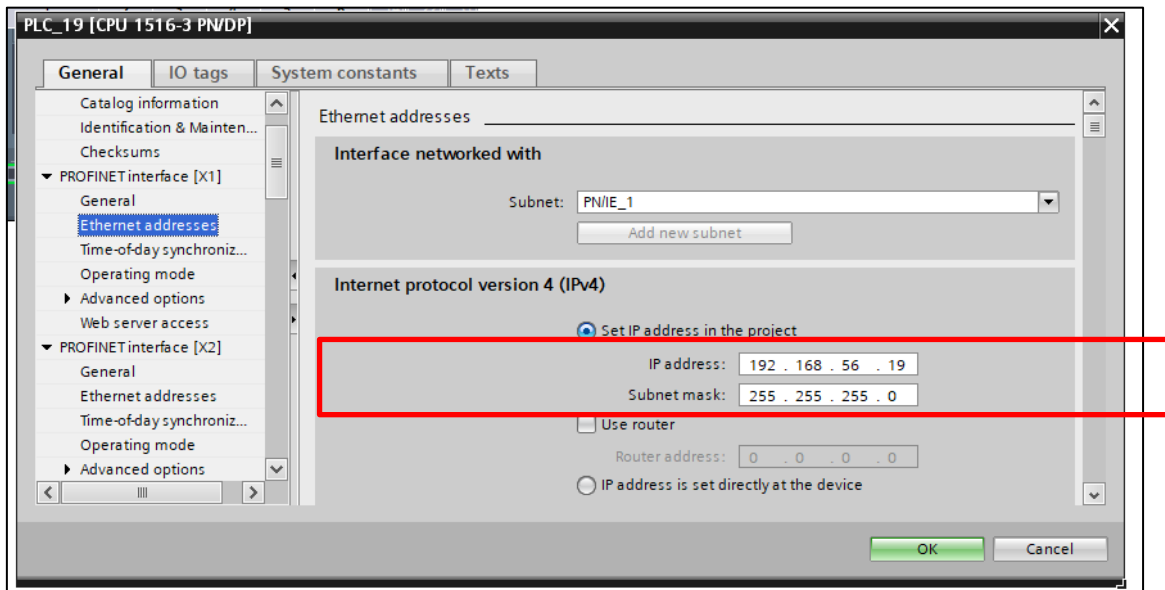 PLC_19 [CPU 1516-3 PN/DP]
General
IO tags
System constants
Texts
Catalog information
Identification & Mainten...
Checksums
PROFINET interface [X1]
General
Ethernet addresses
Time-of-day synchroniz...
Operating mode
Advanced options
Web server access
PROFINET interface [X2]
General
Ethernet addresses
Time-of-day synchroniz...
Operating mode
Advanced options
Ethernet addresses
Interface networked with
Subnet: PN/IE_1
Add new subnet
Internet protocol version 4 (IPv4)
Set IP address in the project
IP address: 192 . 168 . 56 . 19
Subnet mask: 255 . 255 . 255 . 0
Use router
Router address: 0 . 0 . 0 . 0
IP address is set directly at the device
OK
Cancel